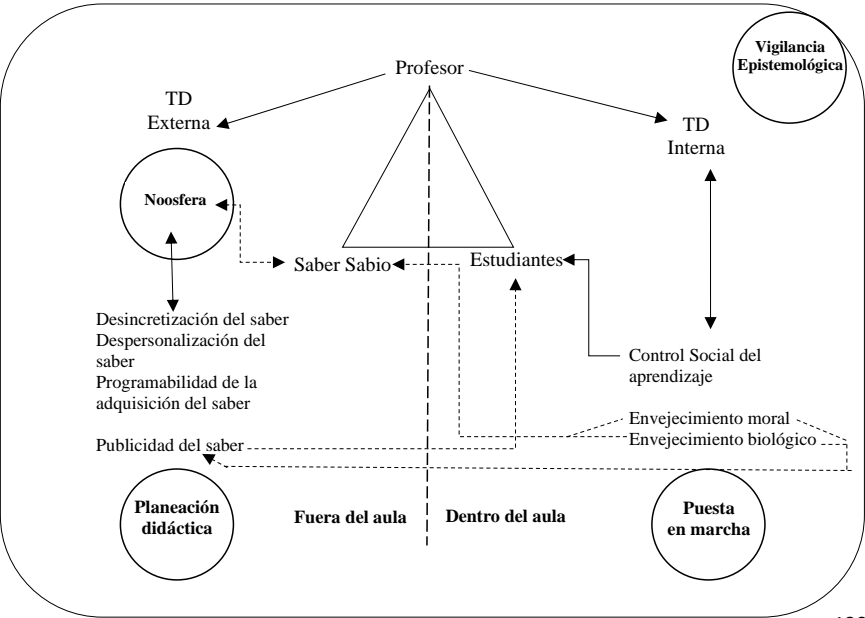 Vigilancia
Epistemológica
Profesor
TD
Externa
TD
Interna
Noosfera
Saber Sabio
Estudiantes
Desincretización del saber
Despersonalización del
saber
Programabilidad de la
adquisición del saber
Control Social del
aprendizaje
Envejecimiento moral
Envejecimiento biológico
Publicidad del saber
Planeación
didáctica
Fuera del aula
Dentro del aula
Puesta
en marcha